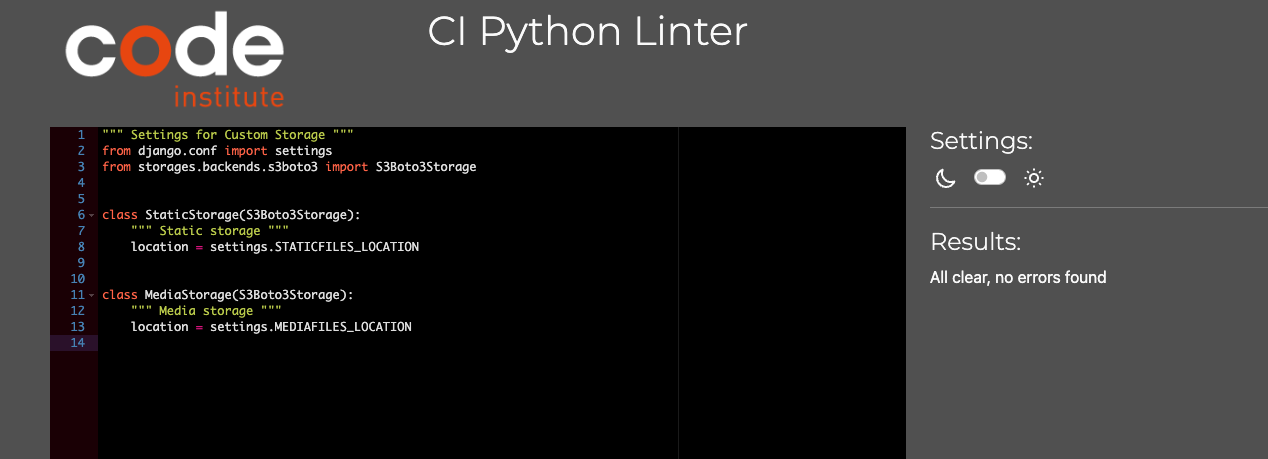 code
institute
CI Python Linter
1 """ Settings for Custom Storage """
2 from django.conf import settings
3 from storages.backends.s3boto3 import S3Boto3Storage
4
5
6 class StaticStorage(S3Boto3Storage):
7     """ Static storage """
8     location = settings.STATICFILES_LOCATION
9
10
11 class MediaStorage(S3Boto3Storage):
12     """ Media storage """
13     location = settings.MEDIAFILES_LOCATION
14
Settings:
Results:
All clear, no errors found